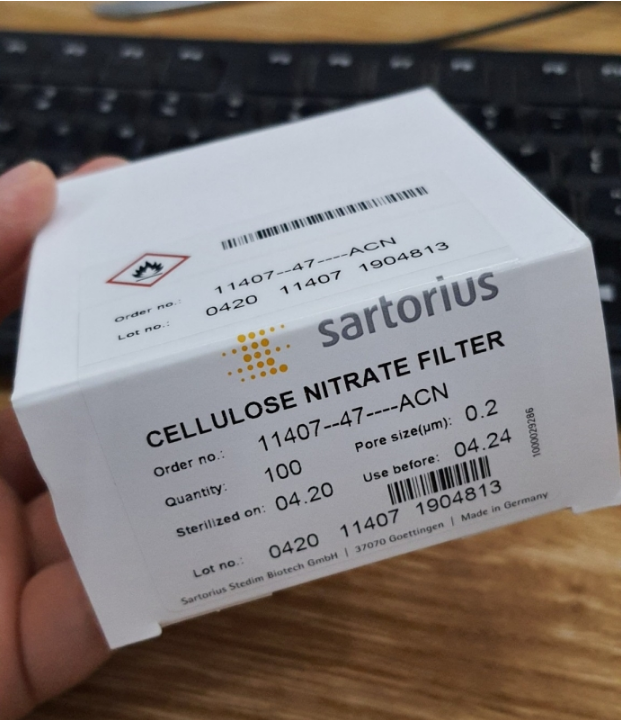 11407--47----ACN
Order no.:
0420 11407 1904813
Lot no.:
sartorius
CELLULOSE NITRATE FILTER
Order no.: 11407--47----ACN
Quantity: 100 Pore size(µm): 0.2
Sterilized on: 04.20 Use before: 04.24
Lot no.: 0420 11407 1904813
Sartorius Stedim Biotech GmbH | 37070 Goettingen | Made in Germany
1000029286